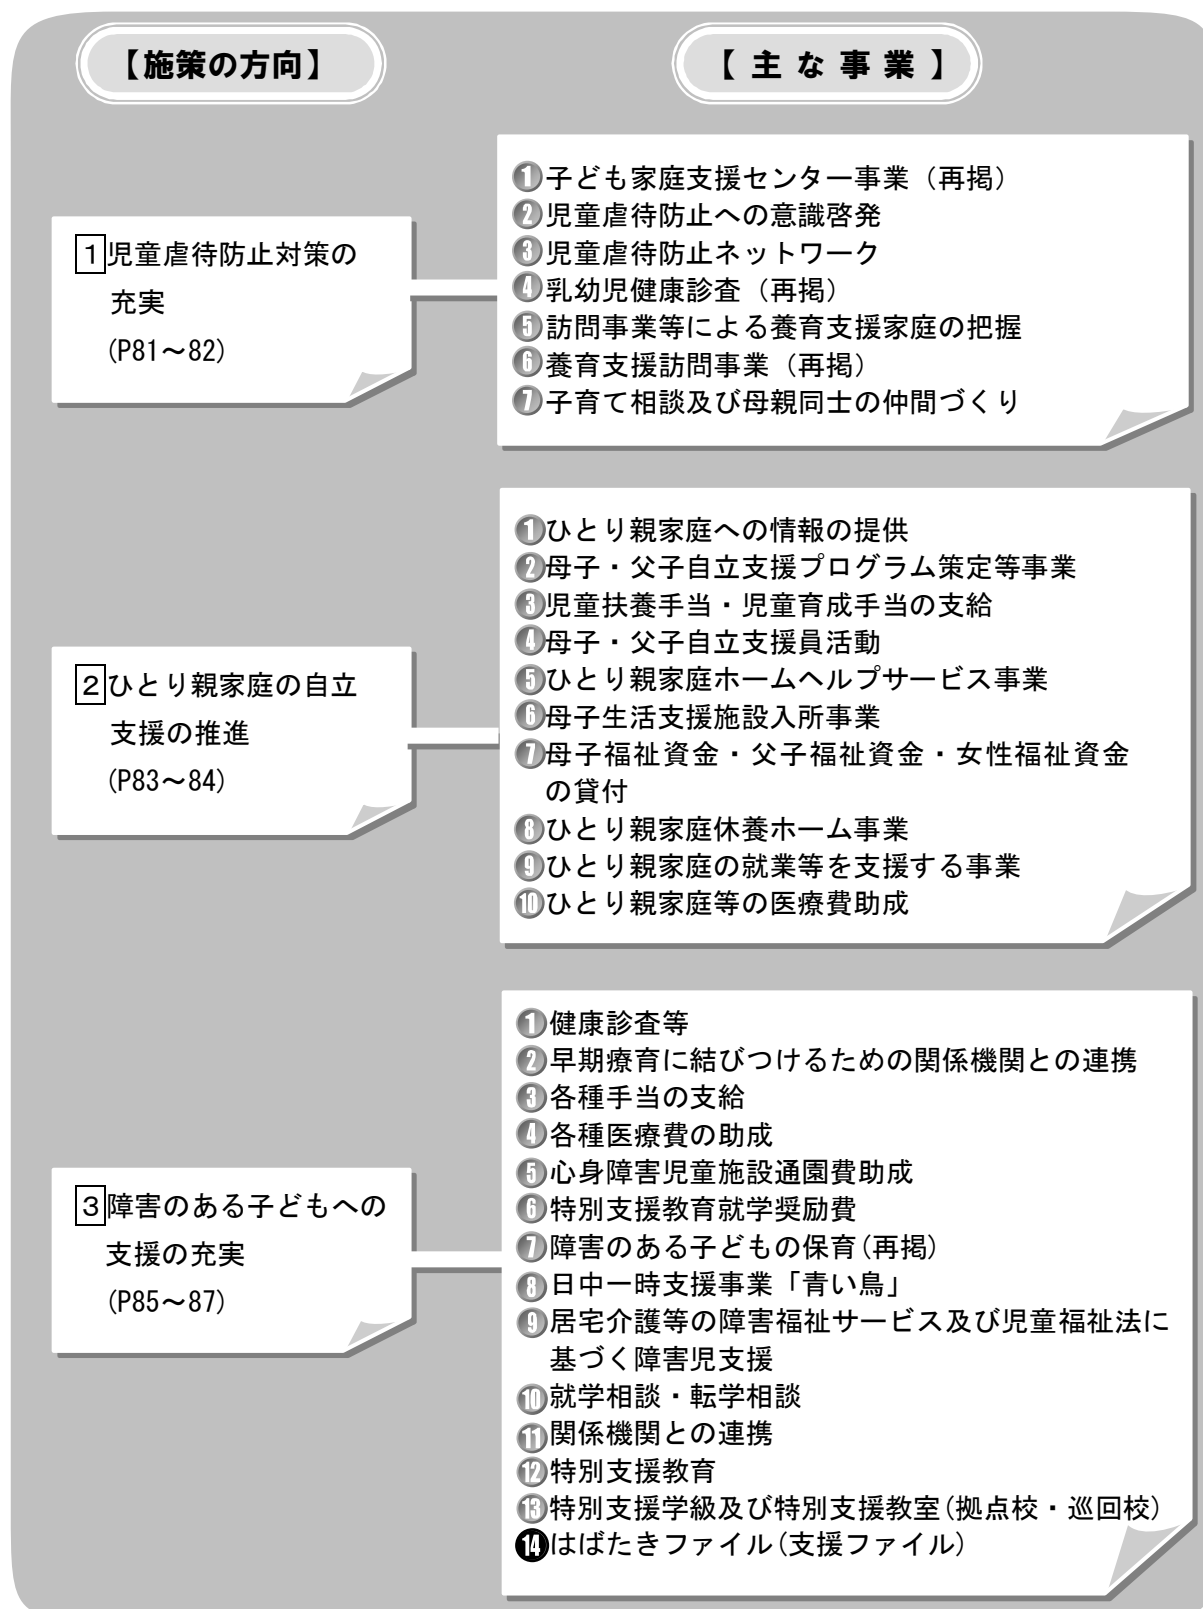 【施策の方向】
【主な事業】
1児童虐待防止対策の
充実
(P81～82)
❶子ども家庭支援センター事業（再掲）
❷児童虐待防止への意識啓発
❸児童虐待防止ネットワーク
❹乳幼児健康診査（再掲）
❺訪問事業等による養育支援家庭の把握
❻養育支援訪問事業（再掲）
❼子育て相談及び母親同士の仲間づくり
2ひとり親家庭の自立
支援の推進
(P83～84)
❶ひとり親家庭への情報の提供
❷母子・父子自立支援プログラム策定等事業
❸児童扶養手当・児童育成手当の支給
❹母子・父子自立支援員活動
❺ひとり親家庭ホームヘルプサービス事業
❻母子生活支援施設入所事業
❼母子福祉資金・父子福祉資金・女性福祉資金
の貸付
❽ひとり親家庭休養ホーム事業
❾ひとり親家庭の就業等を支援する事業
❿ひとり親家庭等の医療費助成
3障害のある子どもへの
支援の充実
(P85～87)
❶健康診査等
❷早期療育に結びつけるための関係機関との連携
❸各種手当の支給
❹各種医療費の助成
❺心身障害児童施設通園費助成
❻特別支援教育就学奨励費
❼障害のある子どもの保育(再掲)
❽日中一時支援事業「青い鳥」
❾居宅介護等の障害福祉サービス及び児童福祉法に
基づく障害児支援
❿就学相談・転学相談
⓫関係機関との連携
⓬特別支援教育
⓭特別支援学級及び特別支援教室(拠点校・巡回校)
⓮はばたきファイル(支援ファイル)